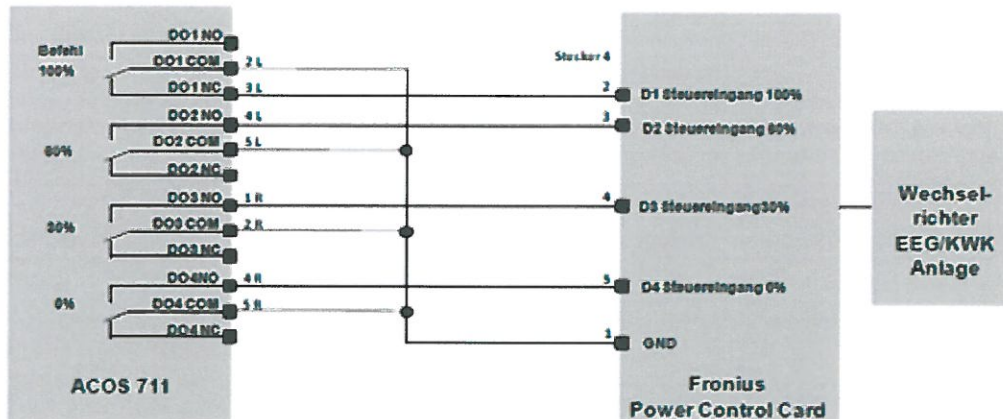 Befehl
100%
DO1 NO
DO1 COM
DO1 NC
2 L
3 L
60%
DO2 NO
DO2 COM
DO2 NC
4 L
5 L
30%
DO3 NO
DO3 COM
DO3 NC
1 R
2 R
0%
DO4NO
DO4 COM
DO4 NC
4 R
5 R
ACOS 711
Stecker 4
2
D1 Steuereingang 100%
3
D2 Steuereingang 60%
4
D3 Steuereingang30%
5
D4 Steuereingang 0%
1
GND
Fronius
Power Control Card
Wechsel-
richter
EEG/KWK
Anlage